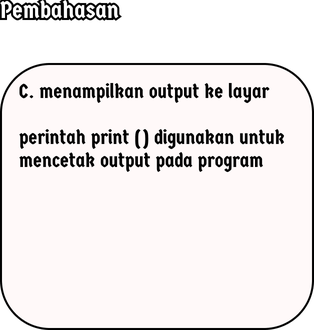 Pembahasan
C. menampilkan output ke layar
perintah print () digunakan untuk
mencetak output pada program